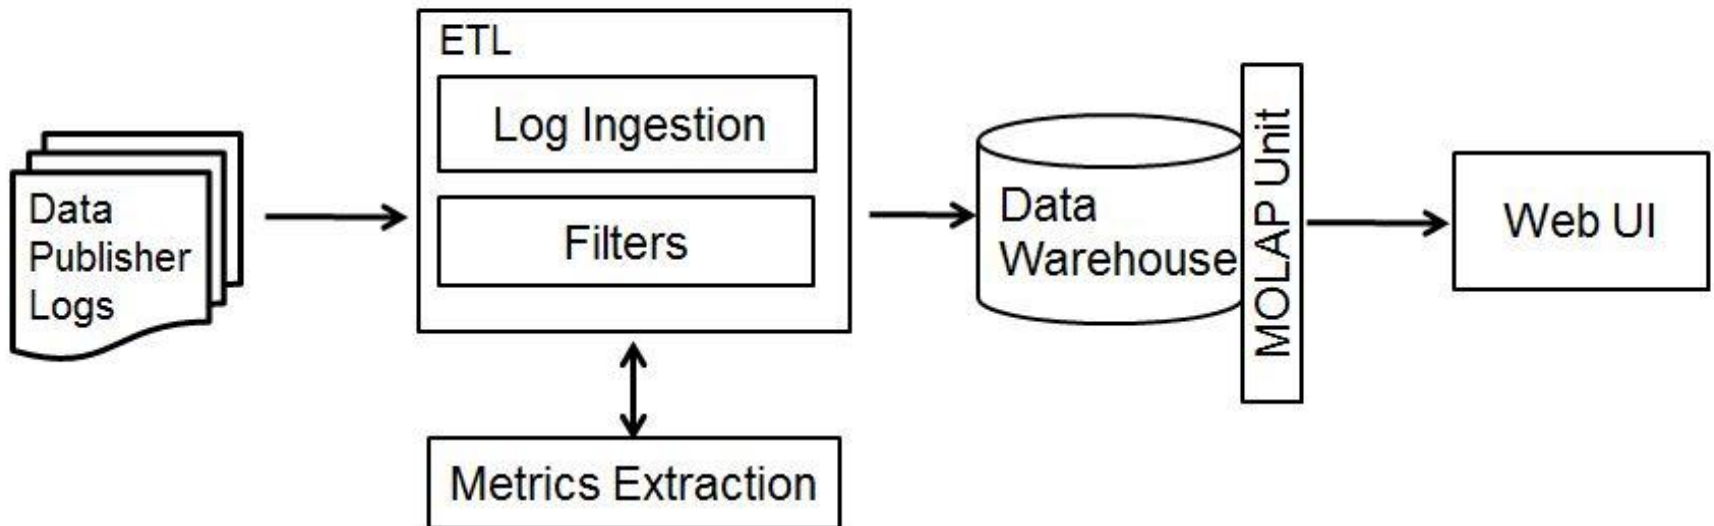 Data
Publisher
Logs
ETL
Log Ingestion
Filters
Metrics Extraction
Data
Warehouse
MOLAP Unit
Web UI